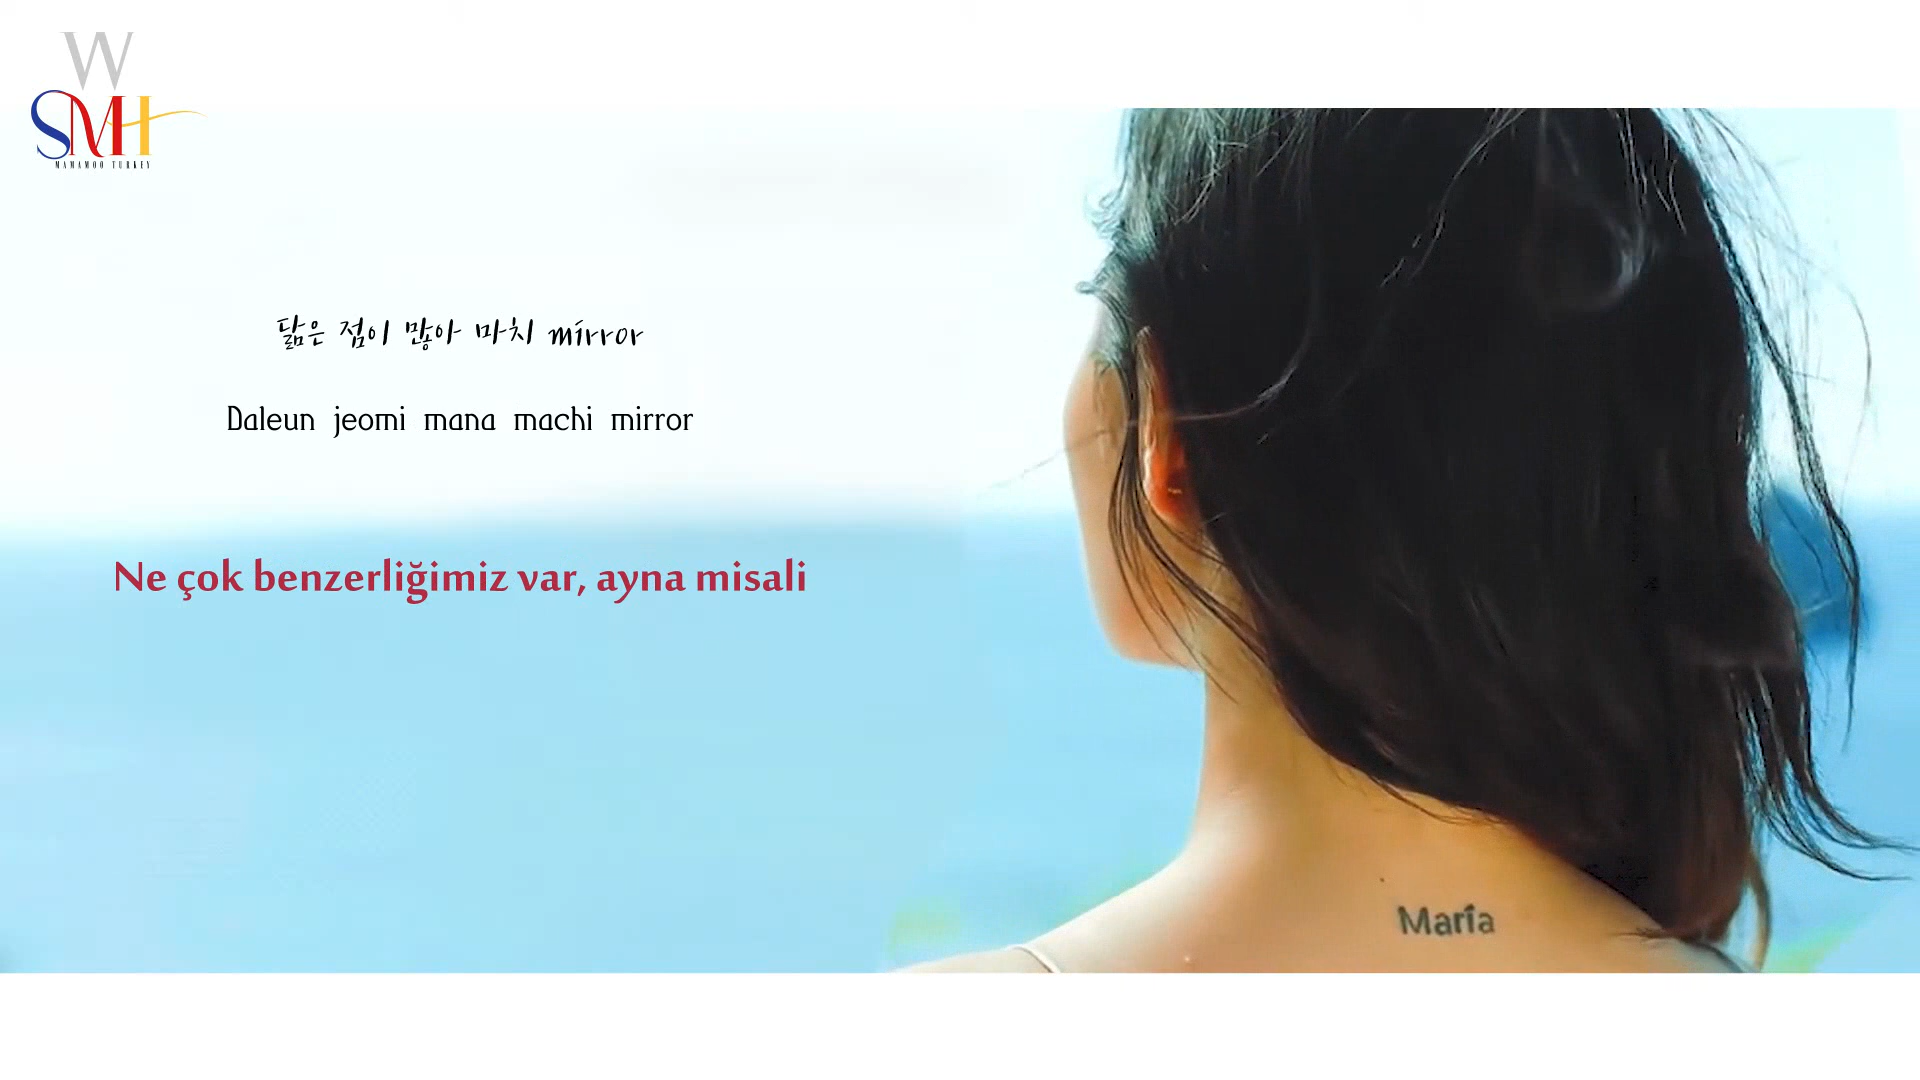 W
SMH
MAMAMOO TURKEY
닮은 점이 많아 마치 mirror
Daleun jeomi mana machi mirror
Ne çok benzerliğimiz var, ayna misali
María